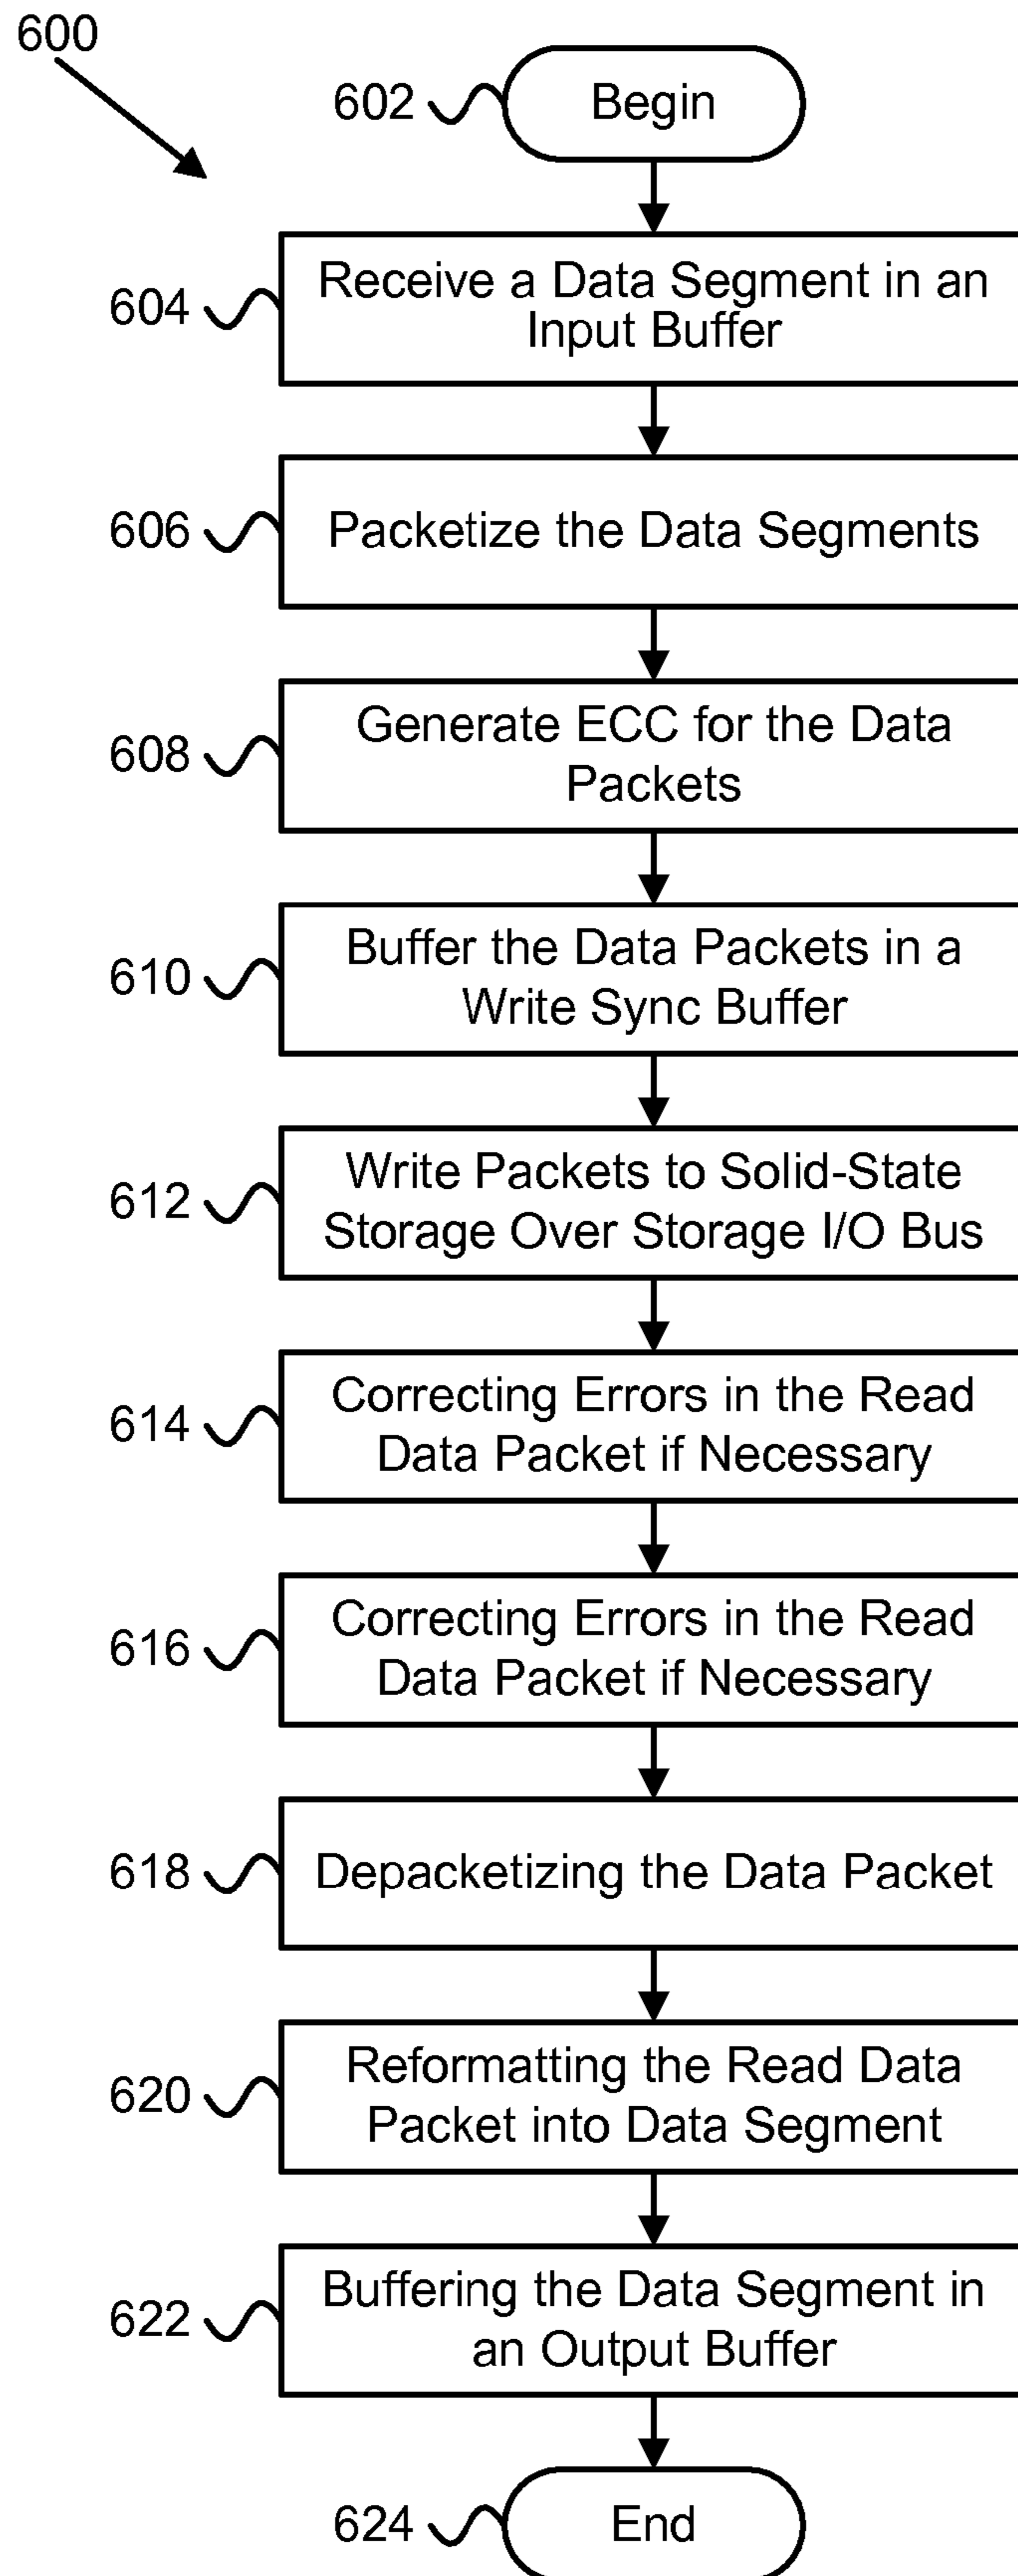 600
602
Begin
604
Receive a Data Segment in an
Input Buffer
606
Packetize the Data Segments
608
Generate ECC for the Data
Packets
610
Buffer the Data Packets in a
Write Sync Buffer
612
Write Packets to Solid-State
Storage Over Storage I/O Bus
614
Correcting Errors in the Read
Data Packet if Necessary
616
Correcting Errors in the Read
Data Packet if Necessary
618
Depacketizing the Data Packet
620
Reformatting the Read Data
Packet into Data Segment
622
Buffering the Data Segment in
an Output Buffer
624
End